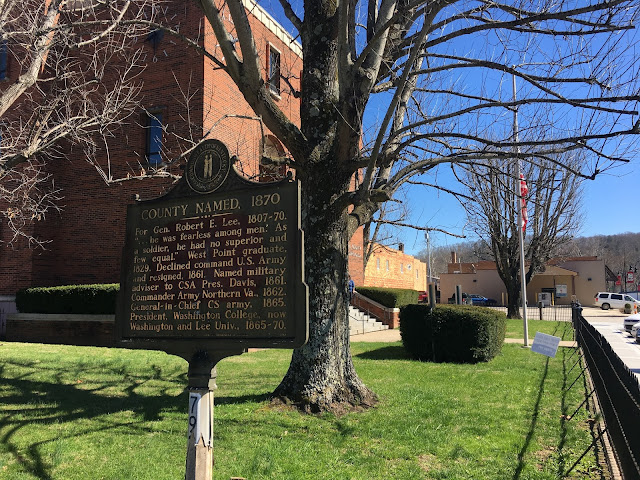 COUNTY NAMED, 1870
For Gen. Robert E. Lee, 1807-70.
"... he was fearless among men. As
a soldier, he had no superior and
few equal." West Point graduate
1829. Declined command U.S. Army
and resigned, 1861. Named military
adviser to CSA Pres. Davis, 1861.
Commander Army Northern Va., 1862.
General-in-Chief CS army, 1865.
President, Washington College, now
Washington and Lee Univ., 1865-70.
79